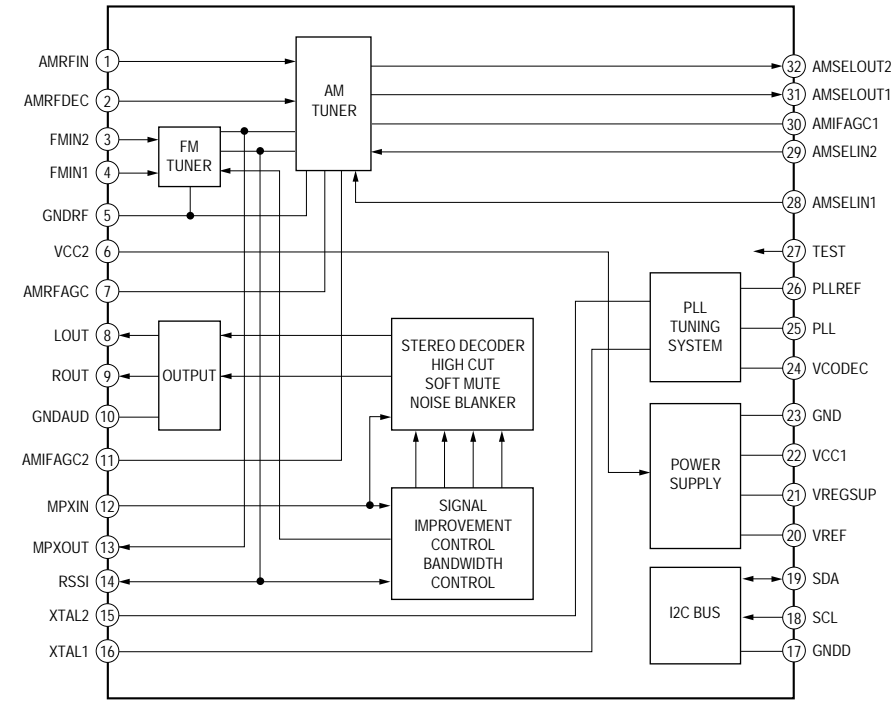 AMRFIN 1
AMRFDEC 2
FMIN2 3
FMIN1 4
GNDRF 5
VCC2 6
AMRFAGC 7
LOUT 8
ROUT 9
GNDAUD 10
AMIFAGC2 11
MPXIN 12
MPXOUT 13
RSSI 14
XTAL2 15
XTAL1 16
FM
TUNER
AM
TUNER
OUTPUT
STEREO DECODER
HIGH CUT
SOFT MUTE
NOISE BLANKER
SIGNAL
IMPROVEMENT
CONTROL
BANDWIDTH
CONTROL
PLL
TUNING
SYSTEM
POWER
SUPPLY
I2C BUS
32 AMSELOUT2
31 AMSELOUT1
30 AMIFAGC1
29 AMSELIN2
28 AMSELIN1
27 TEST
26 PLLREF
25 PLL
24 VCODEC
23 GND
22 VCC1
21 VREGSUP
20 VREF
19 SDA
18 SCL
17 GNDD